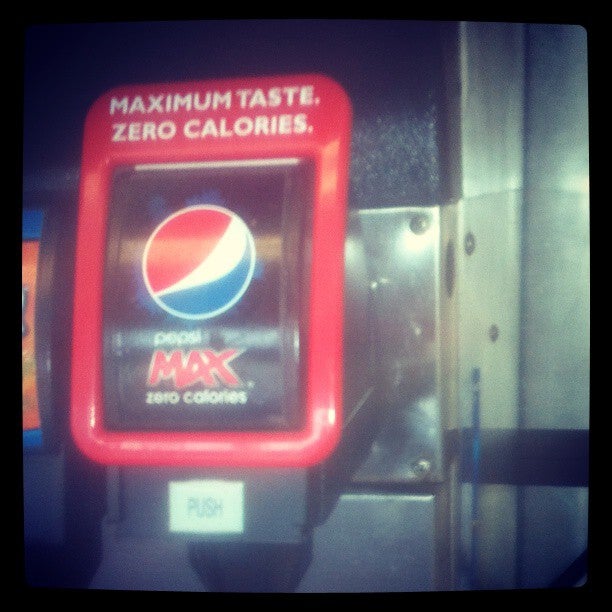 MAXIMUM TASTE.
ZERO CALORIES.
pepsi
MAX
zero calories
PUSH